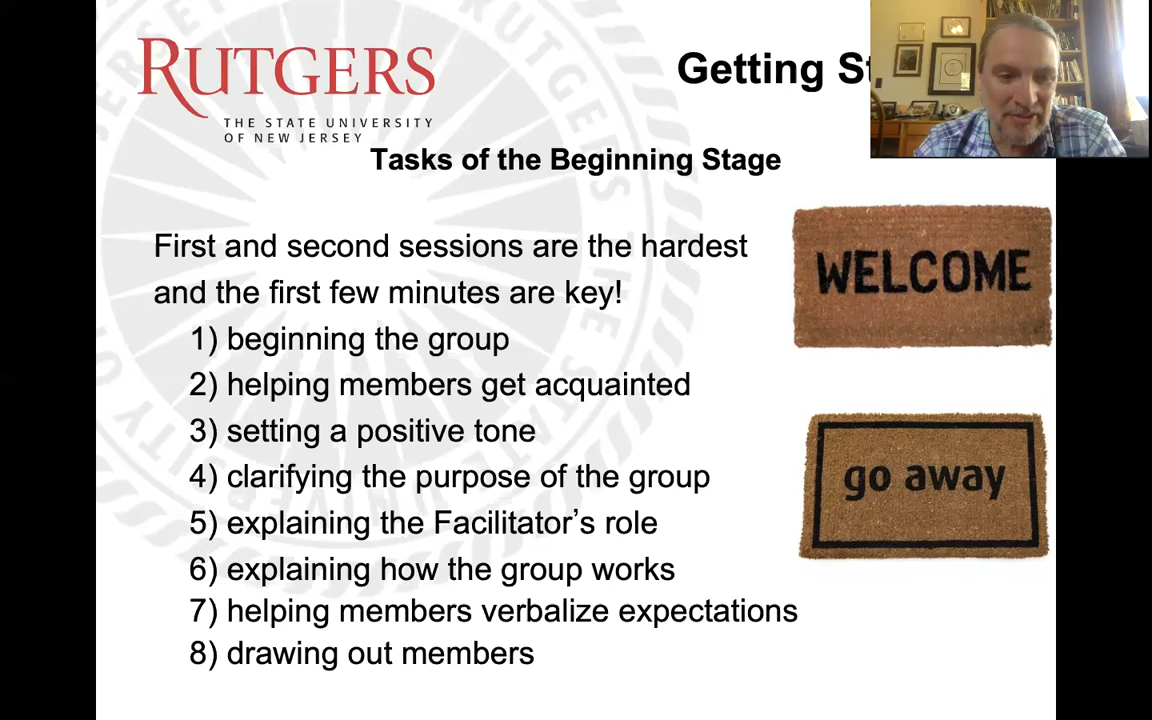 RUTGERS
THE STATE UNIVERSITY
OF NEW JERSEY
Getting St
Tasks of the Beginning Stage
First and second sessions are the hardest
and the first few minutes are key!
1) beginning the group
2) helping members get acquainted
3) setting a positive tone
4) clarifying the purpose of the group
5) explaining the Facilitator’s role
6) explaining how the group works
7) helping members verbalize expectations
8) drawing out members
WELCOME
go away